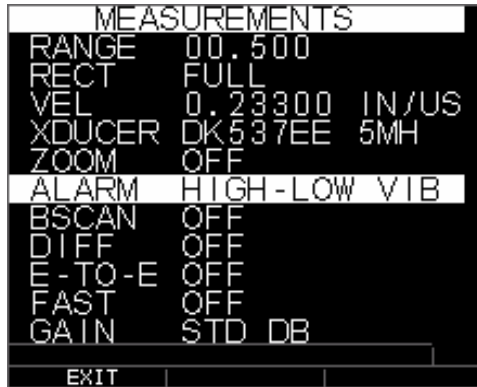 MEASUREMENTS
RANGE 00.500
RECT FULL
VEL 0.23300 IN/US
XDUCER DK537EE 5MH
ZOOM OFF
ALARM HIGH-LOW VIB
BSCAN OFF
DIFF OFF
E-TO-E OFF
FAST OFF
GAIN STD DB
EXIT